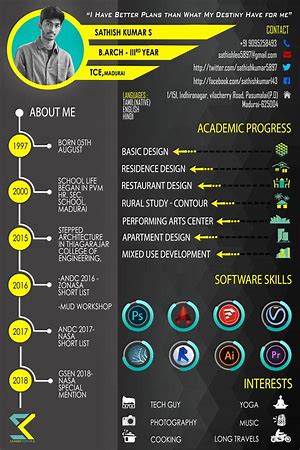 "I Have Better Plans than What My Destiny Have for me"
SATHISH KUMAR S
B.ARCH - IIIRD YEAR
TCE,MADURAI
CONTACT
+91 9095258493
sathishleo5897@gmail.com
http://twitter.com/sathishkumar5897
http://facebook.com/sathishkumar143
LANGUAGES :
TAMIL(NATIVE)
ENGLISH
HINDI
1/151, Indhiranagar, vilacherry Road, Pasumalai(P.O)
Madurai-625004
ABOUT ME
1997
BORN 05TH
AUGUST
2000
SCHOOL LIFE
BEGAN IN PVM
HR. SEC.
SCHOOL,
MADURAI
2015
STEPPED
ARCHITECTURE
IN THIAGARAJAR
COLLEGE OF
ENGINEERING.
2016
-ANDC 2016 -
ZONASA
SHORT LIST
-MUD WORKSHOP
2017
ANDC 2017-
NASA
SHORT LIST
2018
GSEN 2018-
NASA
SPECIAL
MENTION
ACADEMIC PROGRESS
BASIC DESIGN
RESIDENCE DESIGN
RESTAURANT DESIGN
RURAL STUDY - CONTOUR
PERFORMING ARTS CENTER
APARTMENT DESIGN
MIXED USE DEVELOPMENT
SOFTWARE SKILLS
Ps
R
Ai
Pr
INTERESTS
TECH GUY
YOGA
PHOTOGRAPHY
MUSIC
COOKING
LONG TRAVELS